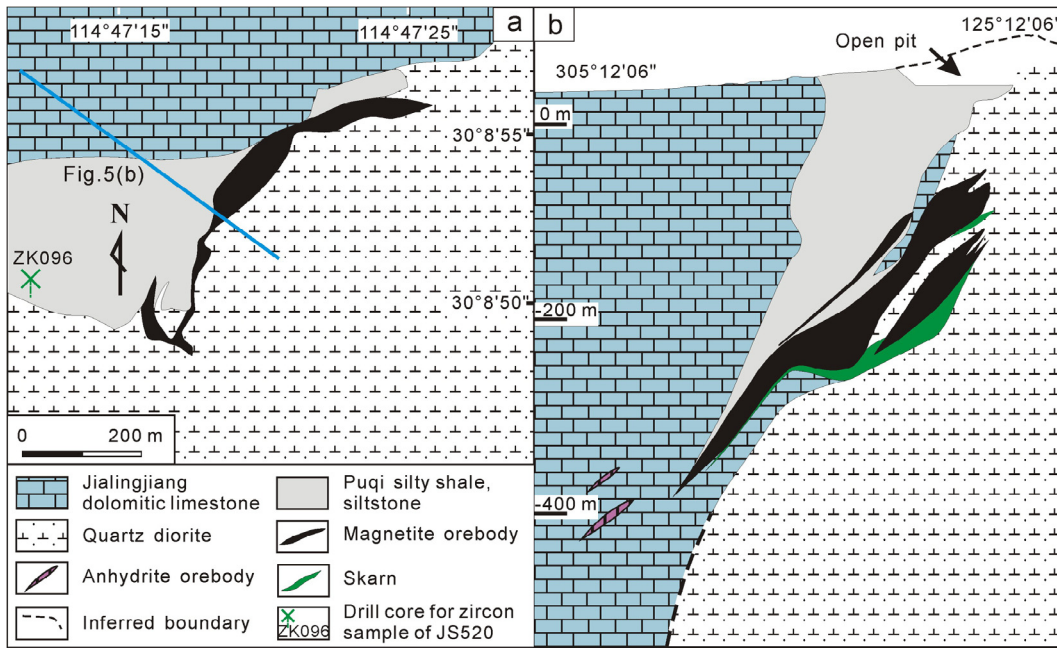 a
114°47'15"
114°47'25"
30°8'55"
Fig.5(b)
N
ZK096
30°8'50"
0
200 m
b
125°12'06"
Open pit
305°12'06"
0 m
-200 m
-400 m
Jialingjiang
dolomitic limestone
Puqi silty shale,
siltstone
Quartz diorite
Magnetite orebody
Anhydrite orebody
Skarn
Inferred boundary
ZK096
Drill core for zircon
sample of JS520